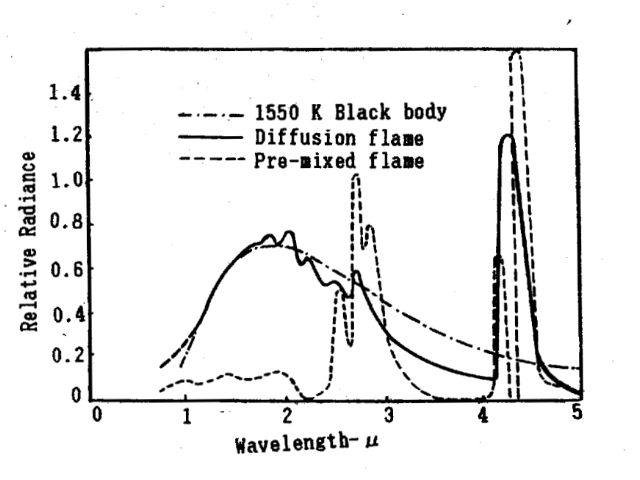 1.4
1.2
1.0
0.8
0.6
0.4
0.2
0
Relative Radiance
1550 K Black body
Diffusion flame
Pre-mixed flame
0 1 2 3 4 5
Wavelength-μ